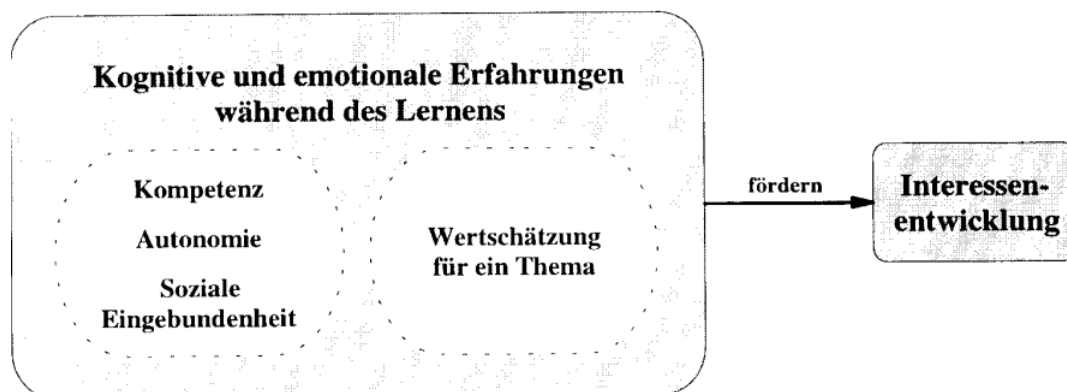 Kognitive und emotionale Erfahrungen
während des Lernens
Kompetenz
Autonomie
Soziale
Eingebundenheit
Wertschätzung
für ein Thema
fördern
Interessen-
entwicklung